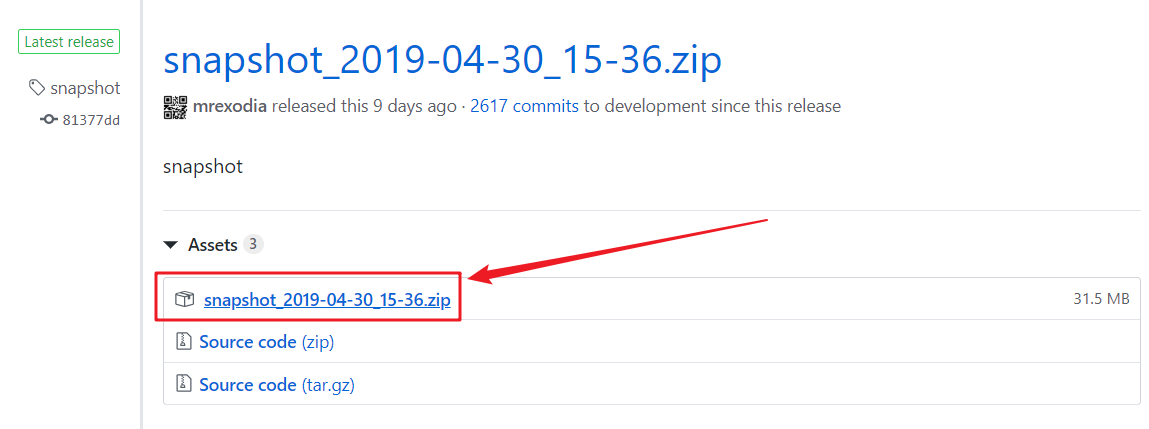 Latest release
snapshot
81377dd
snapshot_2019-04-30_15-36.zip
mrexodia released this 9 days ago · 2617 commits to development since this release
snapshot
Assets 3
snapshot_2019-04-30_15-36.zip 31.5 MB
Source code (zip)
Source code (tar.gz)